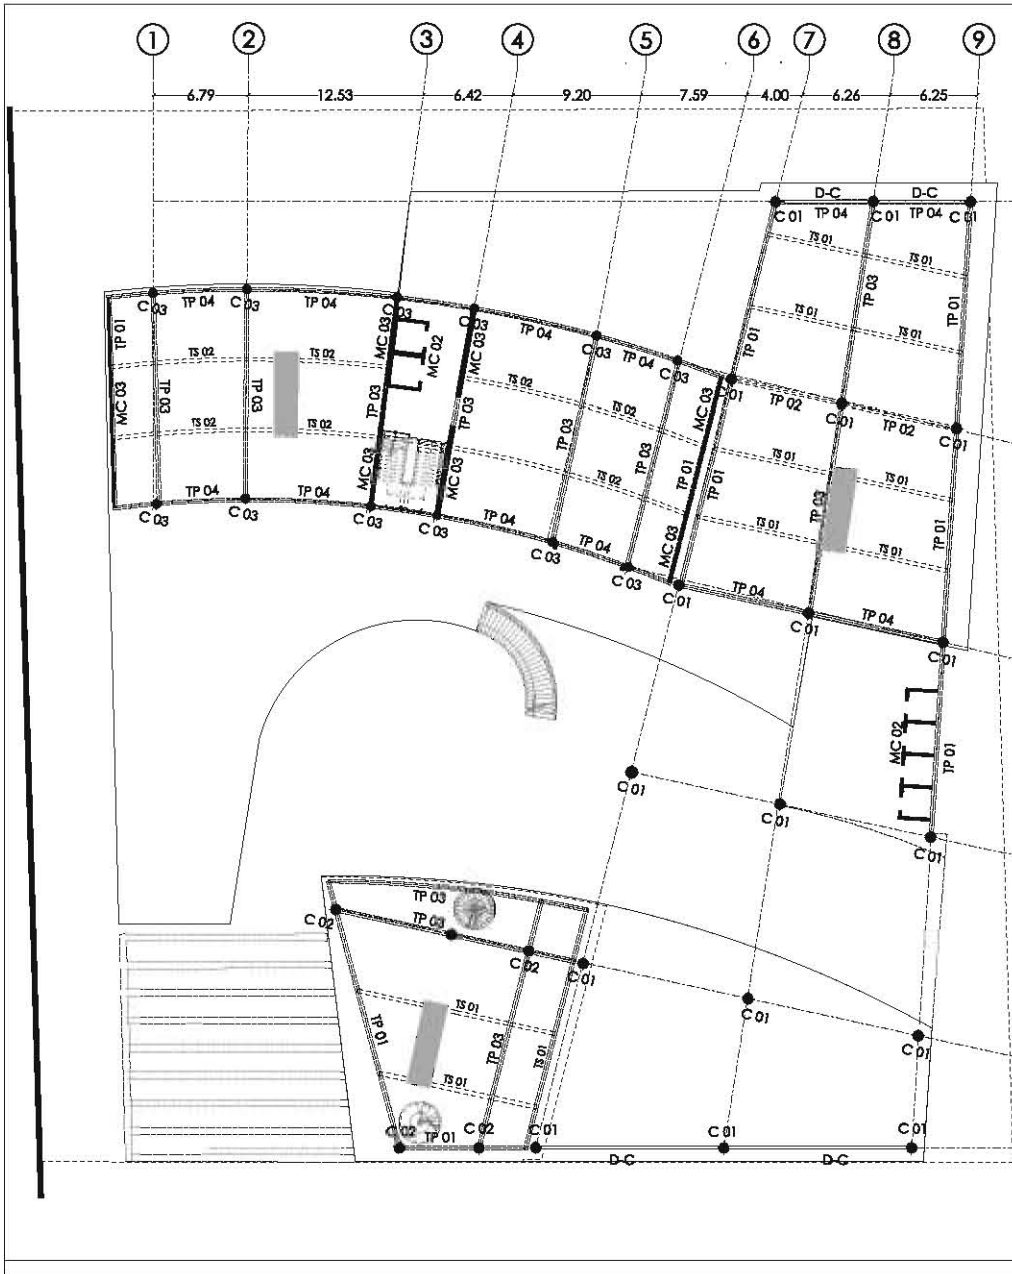 1 2 3 4 5 6 7 8 9
6.79 12.53 6.42 9.20 7.59 4.00 6.26 6.25
D-C D-C
C 01 TP 04 C 01 TP 04 C 01
TS 01
TS 01
TP 03
TP 01
TS 01
TS 01
TP 01
C 03 TP 04 C 03 TP 04 C 03 C 03 TP 04 C 03 TP 04 C 03
TP 01 MC 03 MC 02 MC 03 MC 03
C 01 TP 02 C 01 TP 02 C 01
TS 02 TS 02 TS 02 TS 02
MC 03 TP 03 TP 03 TP 03 TP 03 TP 03 TP 03 TP 01 TP 01
TS 02 TS 02 TS 02 TS 02
TS 01 TS 01
TP 03 TP 01
TS 01 TS 01
MC 03 MC 03 MC 03
C 03 TP 04 C 03 TP 04 C 03 C 03 TP 04 C 03 TP 04 C 03
C 01 TP 04 C 01 TP 04 C 01
MC 02 TP 01
C 01 C 01 C 01
TP 03
C 02 TP 03 C 02 C 01
TS 01
TP 01 TP 03 TS 01
TS 01
C 01 C 01
C 02 TP 01 C 02 C 01 C 01 C 01
D-C D-C